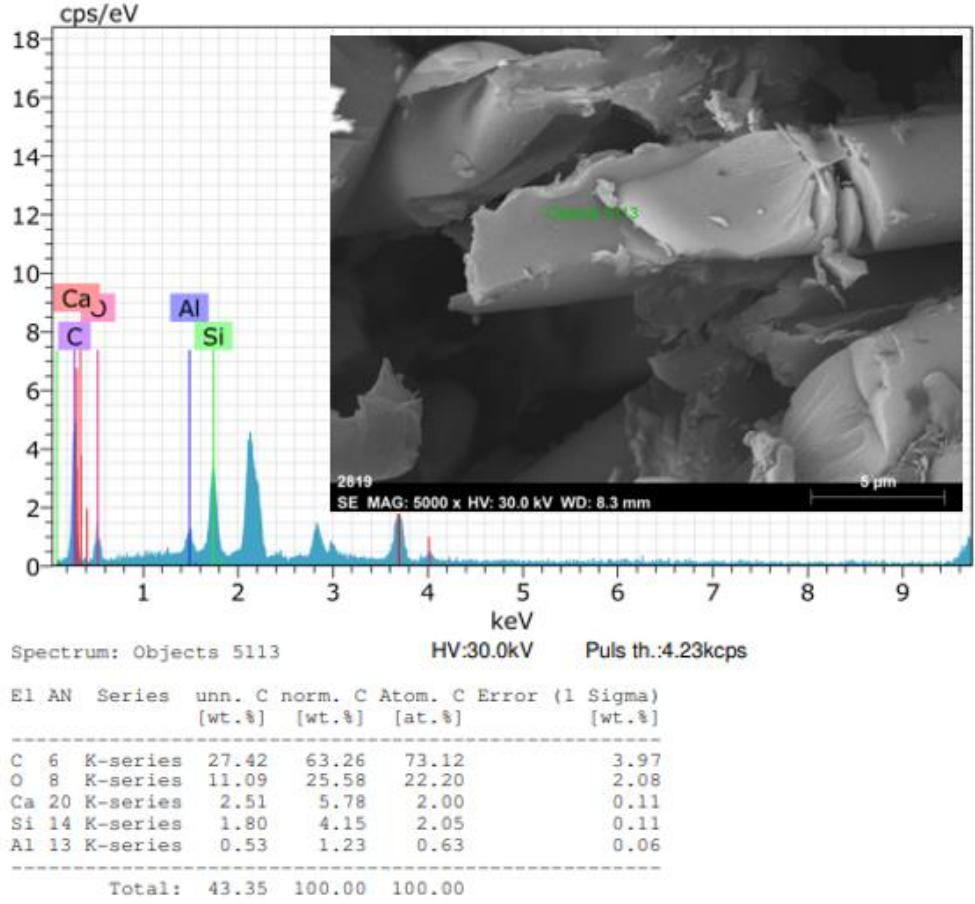 cps/eV
18
16
14
12
10
8
6
4
2
0
Ca
C
Al
Si
2819
SE MAG: 5000 x HV: 30.0 kV WD: 8.3 mm
5 µm
1 2 3 4 5 6 7 8 9
keV
Spectrum: Objects 5113 HV:30.0kV Puls th.:4.23kcps
El AN Series unn. C norm. C Atom. C Error (1 Sigma)
[wt.%] [wt.%] [at.%] [wt.%]
C 6 K-series 27.42 63.26 73.12 3.97
O 8 K-series 11.09 25.58 22.20 2.08
Ca 20 K-series 2.51 5.78 2.00 0.11
Si 14 K-series 1.80 4.15 2.05 0.11
Al 13 K-series 0.53 1.23 0.63 0.06
Total: 43.35 100.00 100.00